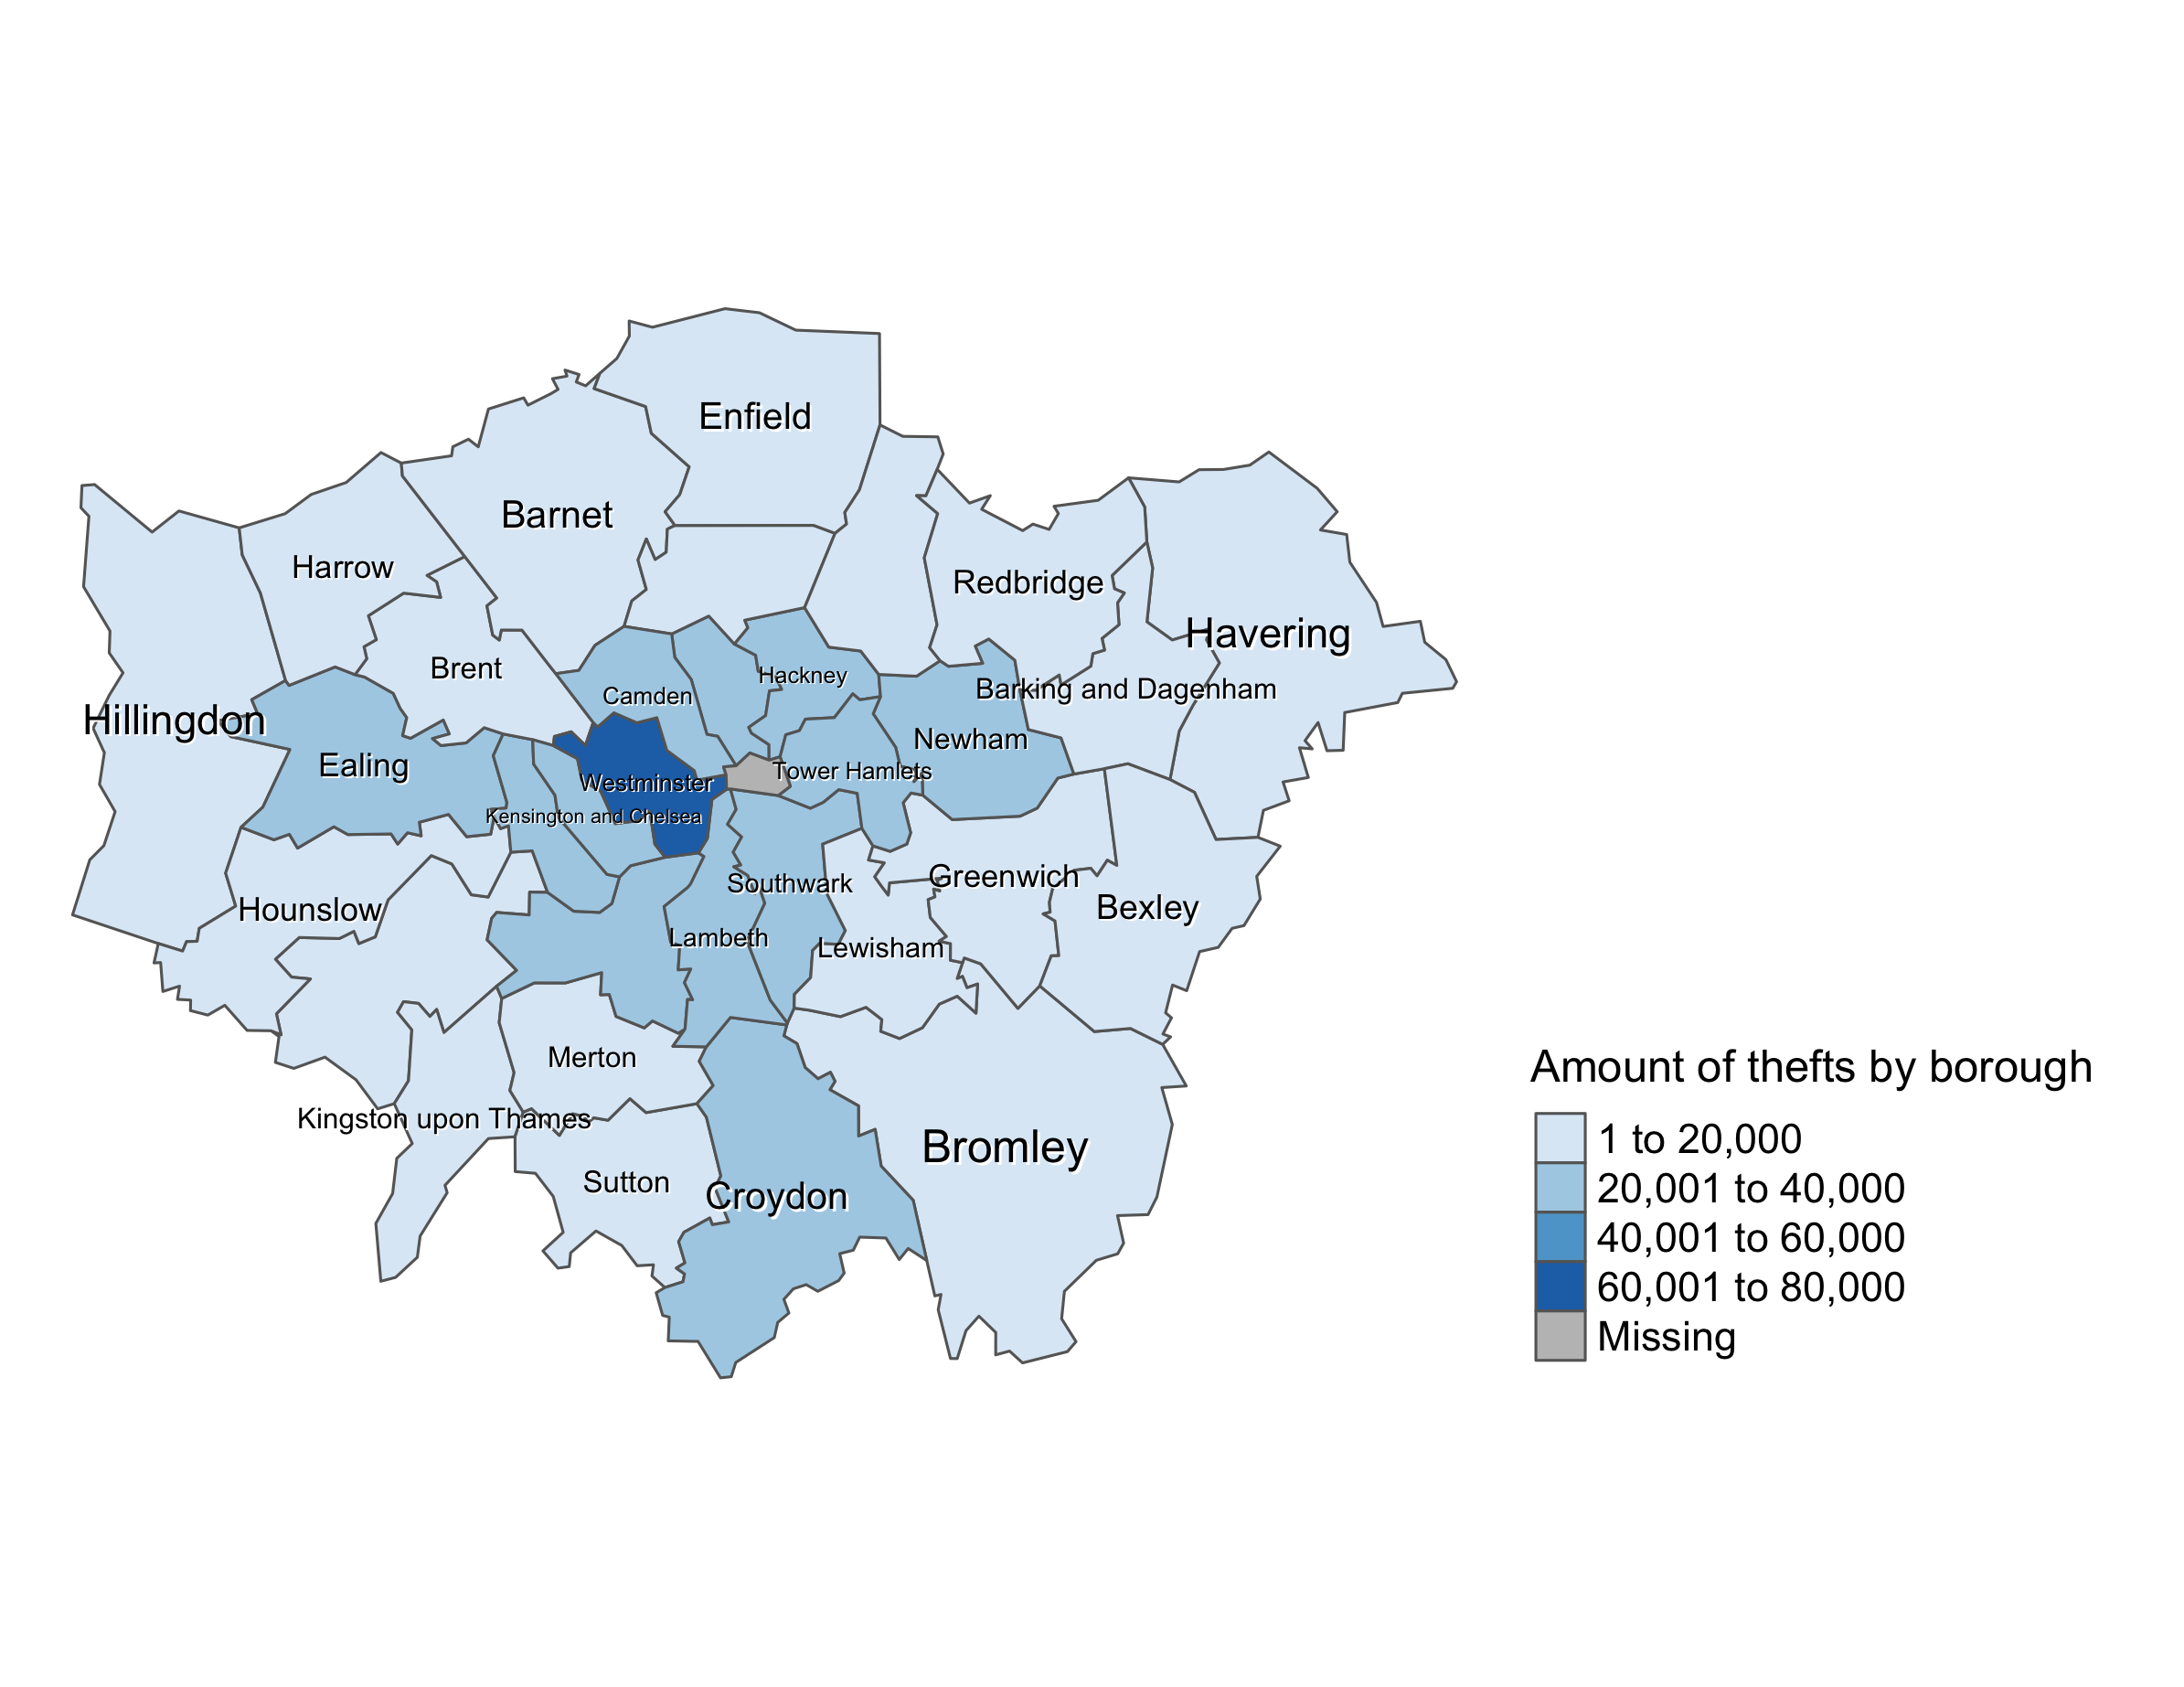 Enfield
Barnet
Harrow
Redbridge
Havering
Brent
Hackney
Camden
Barking and Dagenham
Hillingdon
Newham
Ealing
Tower Hamlets
Westminster
Kensington and Chelsea
Greenwich
Southwark
Bexley
Hounslow
Lambeth
Lewisham
Merton
Kingston upon Thames
Bromley
Sutton
Croydon
Amount of thefts by borough
1 to 20,000
20,001 to 40,000
40,001 to 60,000
60,001 to 80,000
Missing